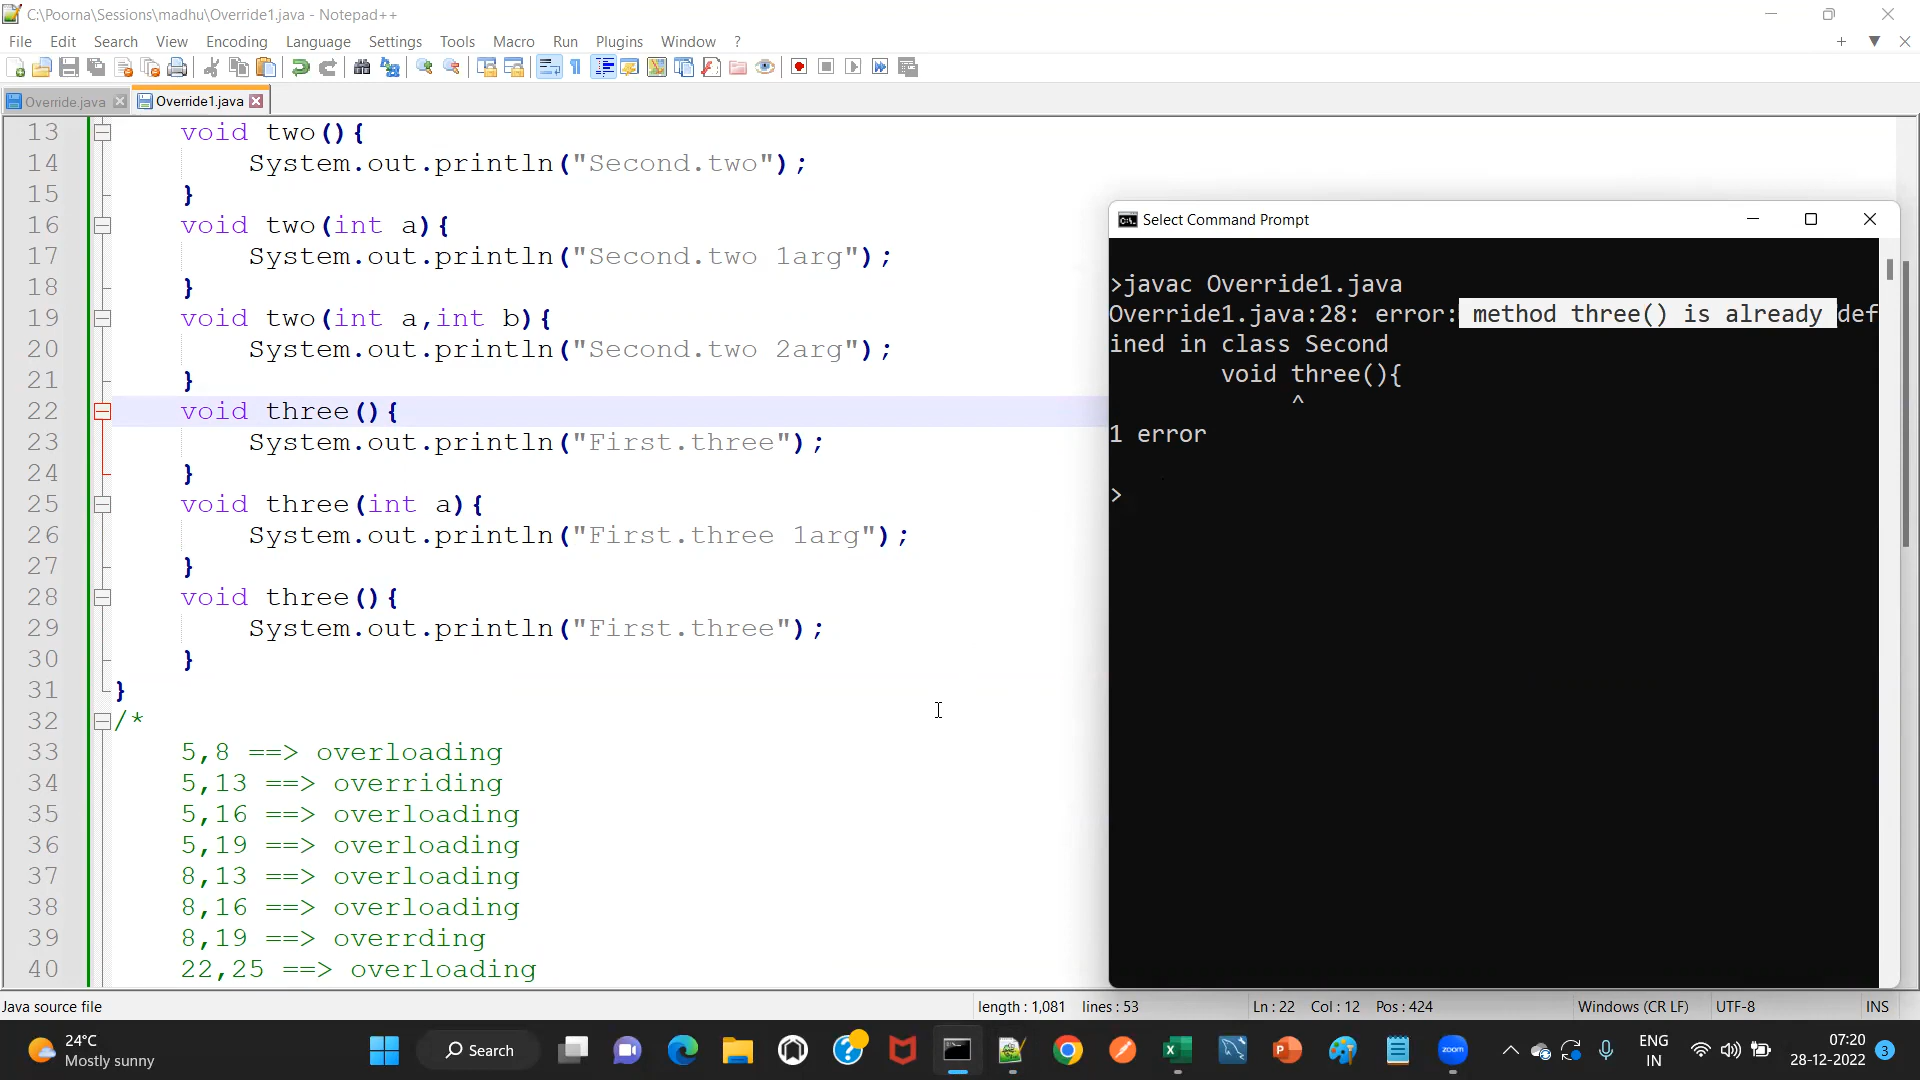 C:\Poorna\Sessions\madhu\Override1.java - Notepad++
File Edit Search View Encoding Language Settings Tools Macro Run Plugins Window ?
Override.java Override1.java
13 void two(){
14 System.out.println("Second.two");
15 }
16 void two(int a){
17 System.out.println("Second.two 1arg");
18 }
19 void two(int a,int b){
20 System.out.println("Second.two 2arg");
21 }
22 void three(){
23 System.out.println("First.three");
24 }
25 void three(int a){
26 System.out.println("First.three 1arg");
27 }
28 void three(){
29 System.out.println("First.three");
30 }
31 }
32 /*
33 5,8 ==> overloading
34 5,13 ==> overriding
35 5,16 ==> overloading
36 5,19 ==> overloading
37 8,13 ==> overloading
38 8,16 ==> overloading
39 8,19 ==> overrding
40 22,25 ==> overloading
Select Command Prompt
>javac Override1.java
Override1.java:28: error: method three() is already def
ined in class Second
void three(){
^
1 error
>
Java source file length : 1,081 lines : 53 Ln : 22 Col : 12 Pos : 424 Windows (CR LF) UTF-8 INS
24°C
Mostly sunny
Search
zoom
ENG
IN
07:20
28-12-2022
3